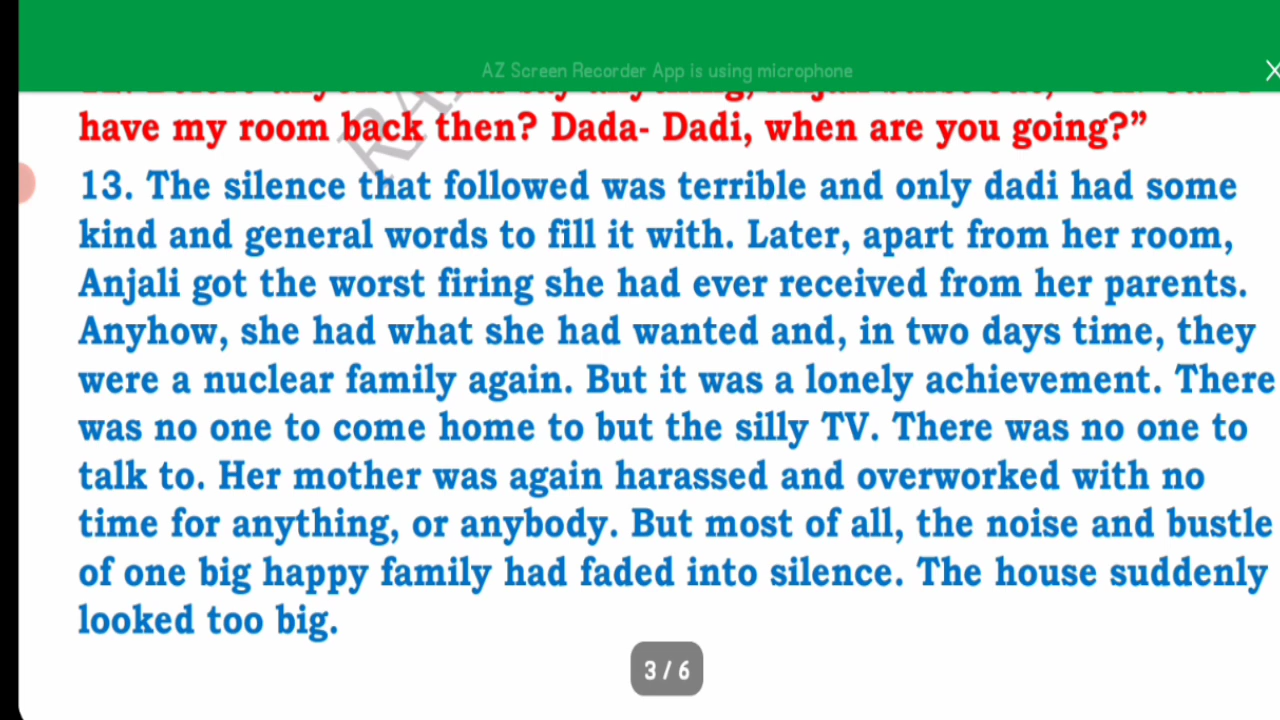 AZ Screen Recorder App is using microphone
have my room back then? Dada- Dadi, when are you going?”
13. The silence that followed was terrible and only dadi had some
kind and general words to fill it with. Later, apart from her room,
Anjali got the worst firing she had ever received from her parents.
Anyhow, she had what she had wanted and, in two days time, they
were a nuclear family again. But it was a lonely achievement. There
was no one to come home to but the silly TV. There was no one to
talk to. Her mother was again harassed and overworked with no
time for anything, or anybody. But most of all, the noise and bustle
of one big happy family had faded into silence. The house suddenly
looked too big.
3 / 6